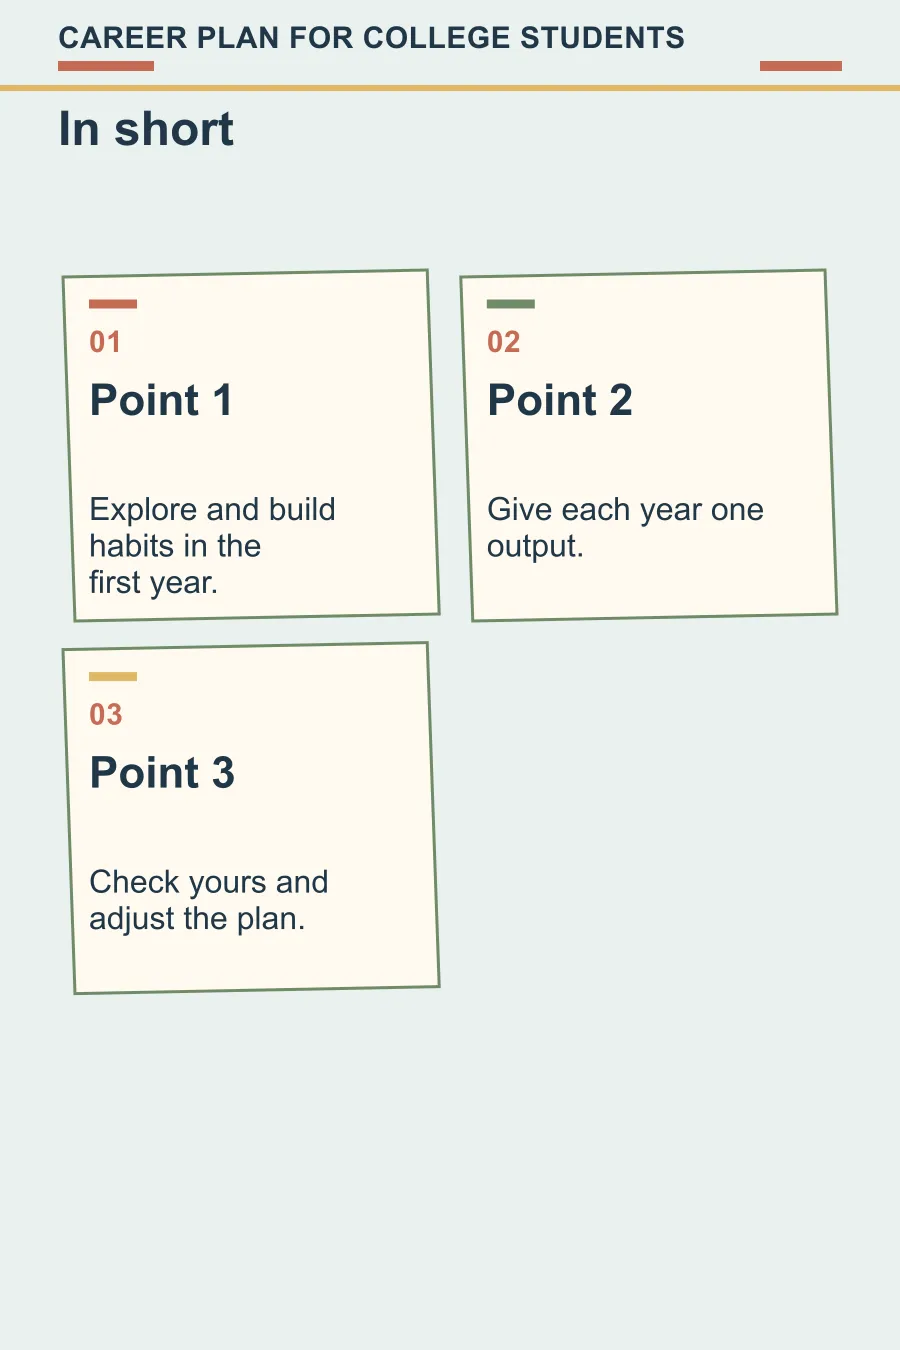 CAREER PLAN FOR COLLEGE STUDENTS
In short
01
Point 1
Explore and build
habits in the
first year.
02
Point 2
Give each year one
output.
03
Point 3
Check yours and
adjust the plan.